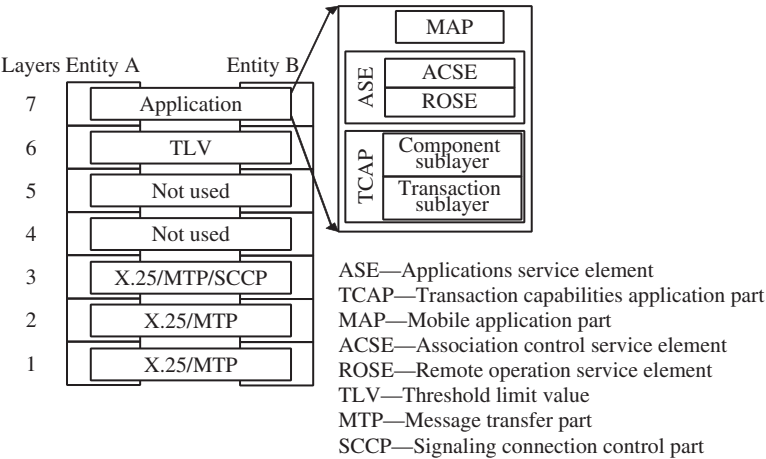 Layers Entity A Entity B
7 Application
6 TLV
5 Not used
4 Not used
3 X.25/MTP/SCCP
2 X.25/MTP
1 X.25/MTP
MAP
ASE
ACSE
ROSE
TCAP
Component
sublayer
Transaction
sublayer
ASE—Applications service element
TCAP—Transaction capabilities application part
MAP—Mobile application part
ACSE—Association control service element
ROSE—Remote operation service element
TLV—Threshold limit value
MTP—Message transfer part
SCCP—Signaling connection control part